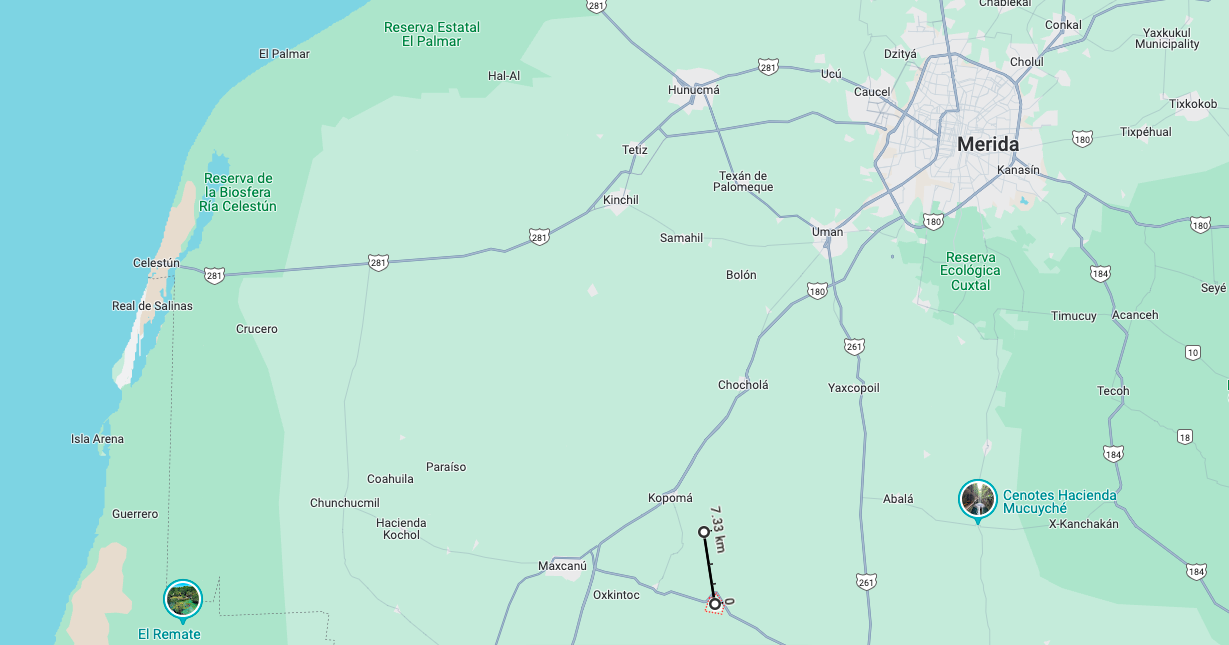 281
Chabiekal
Conkal
Reserva Estatal
El Palmar
Yaxkukul
Municipality
El Palmar
Dzityá
Cholul
281
Ucú
Hal-Al
Hunucmá
Caucel
Tixkokob
Tixpéhual
180
Merida
Tetiz
Kanasín
Reserva de
la Biosfera
Ría Celestún
Texán de
Palomeque
Kinchil
180
180
Uman
281
Samahil
Reserva
Ecológica
Cuxtal
Celestún
281
281
Bolón
184
Seyé
180
Real de Salinas
Timucuy
Acanceh
Crucero
261
10
Chocholá
Yaxcopoil
Tecoh
Isla Arena
18
184
Paraíso
Coahuila
Chunchucmil
Kopomá
Abalá
Cenotes Hacienda
Mucuyché
Guerrero
Hacienda
Kochol
7.33 km
X-Kanchakán
Maxcanú
184
261
Oxkintoc
0
El Remate